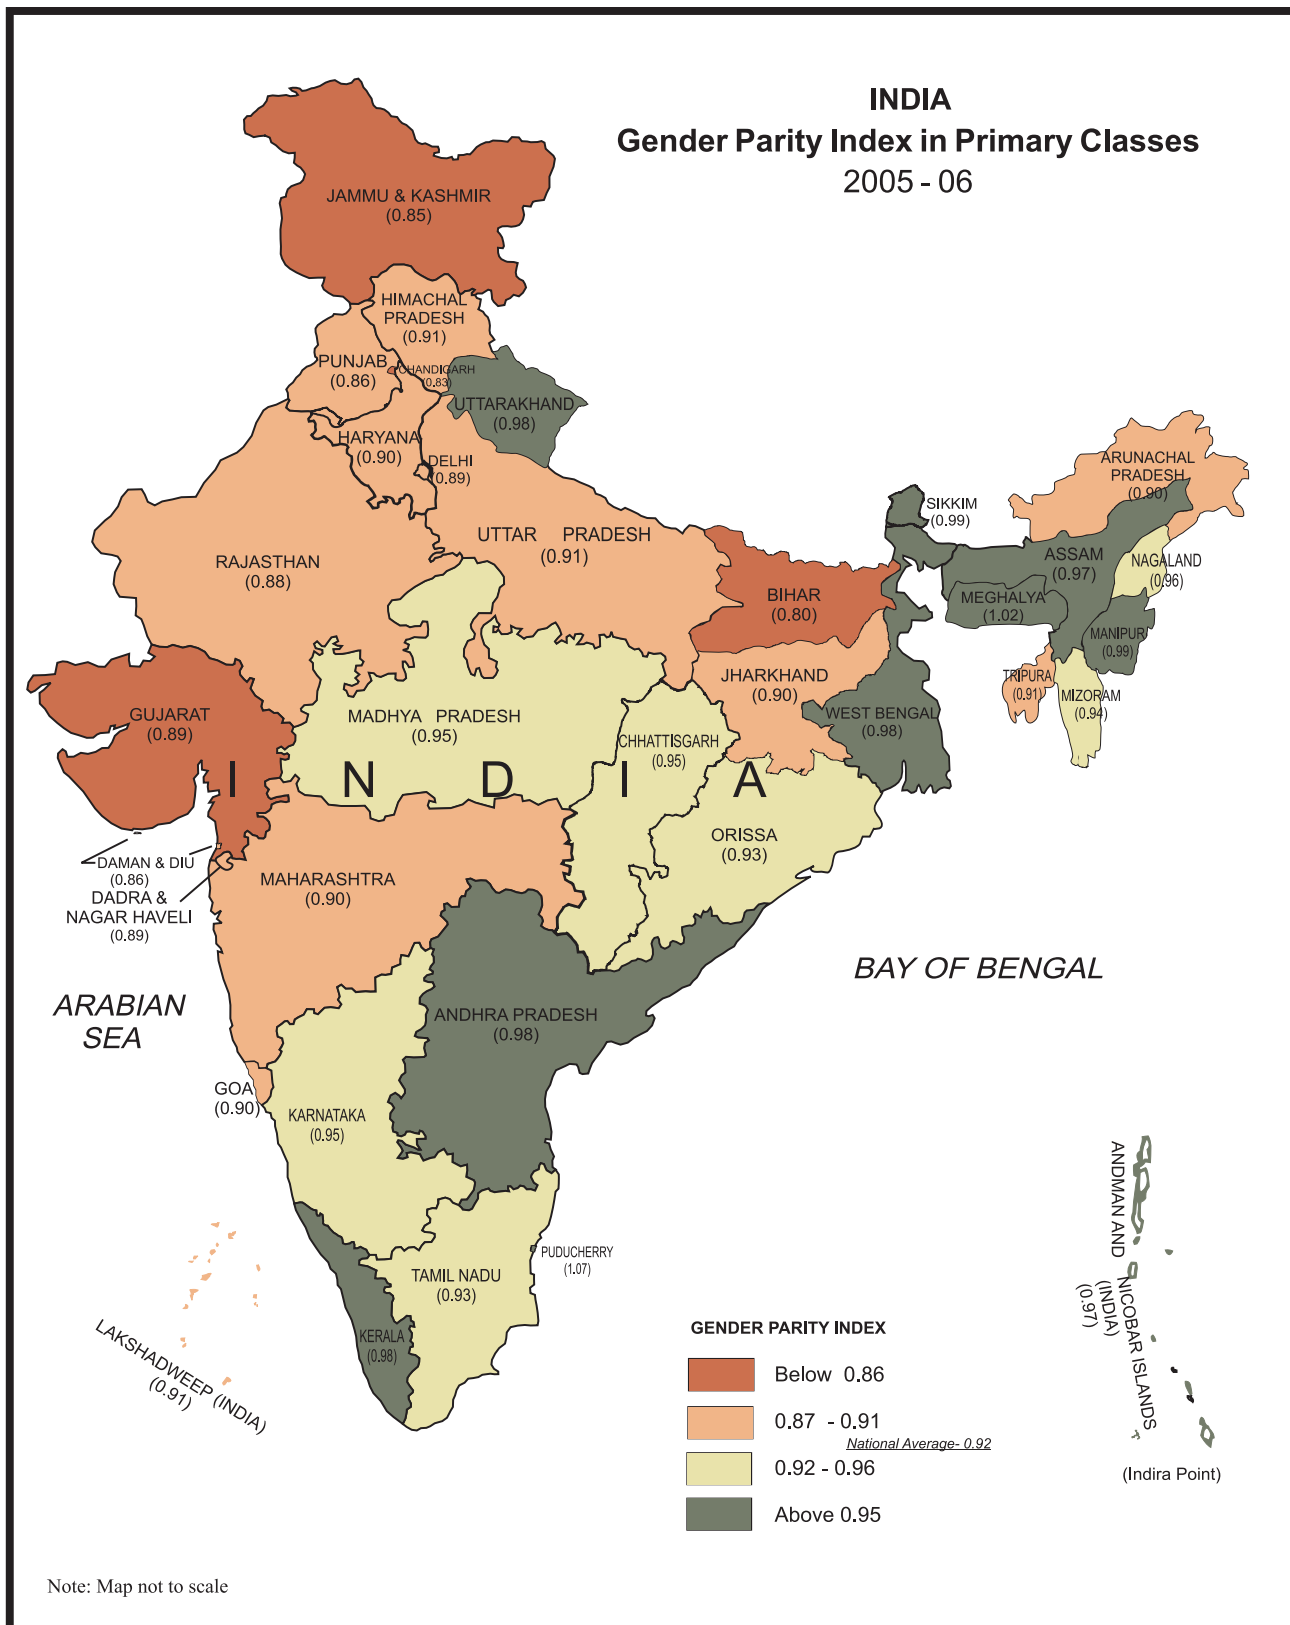 INDIA
Gender Parity Index in Primary Classes
2005 - 06
JAMMU & KASHMIR
(0.85)
HIMACHAL
PRADESH
(0.91)
PUNJAB
(0.86)
CHANDIGARH
(0.83)
UTTARAKHAND
(0.98)
HARYANA
(0.90)
DELHI
(0.89)
ARUNACHAL
PRADESH
(0.90)
SIKKIM
(0.99)
UTTAR PRADESH
(0.91)
RAJASTHAN
(0.88)
ASSAM
(0.97)
NAGALAND
(0.96)
BIHAR
(0.80)
MEGHALYA
(1.02)
MANIPUR
(0.99)
JHARKHAND
(0.90)
TRIPURA
(0.91)
MIZORAM
(0.94)
GUJARAT
(0.89)
MADHYA PRADESH
(0.95)
WEST BENGAL
(0.98)
CHHATTISGARH
(0.95)
I N D I A
ORISSA
(0.93)
DAMAN & DIU
(0.86)
DADRA &
NAGAR HAVELI
(0.89)
MAHARASHTRA
(0.90)
BAY OF BENGAL
ARABIAN
SEA
ANDHRA PRADESH
(0.98)
GOA
(0.90)
KARNATAKA
(0.95)
PUDUCHERRY
(1.07)
TAMIL NADU
(0.93)
KERALA
(0.98)
LAKSHADWEEP (INDIA)
(0.91)
ANDMAN AND
NICOBAR ISLANDS
(INDIA)
(0.97)
(Indira Point)
GENDER PARITY INDEX
Below 0.86
0.87 - 0.91
National Average- 0.92
0.92 - 0.96
Above 0.95
Note: Map not to scale